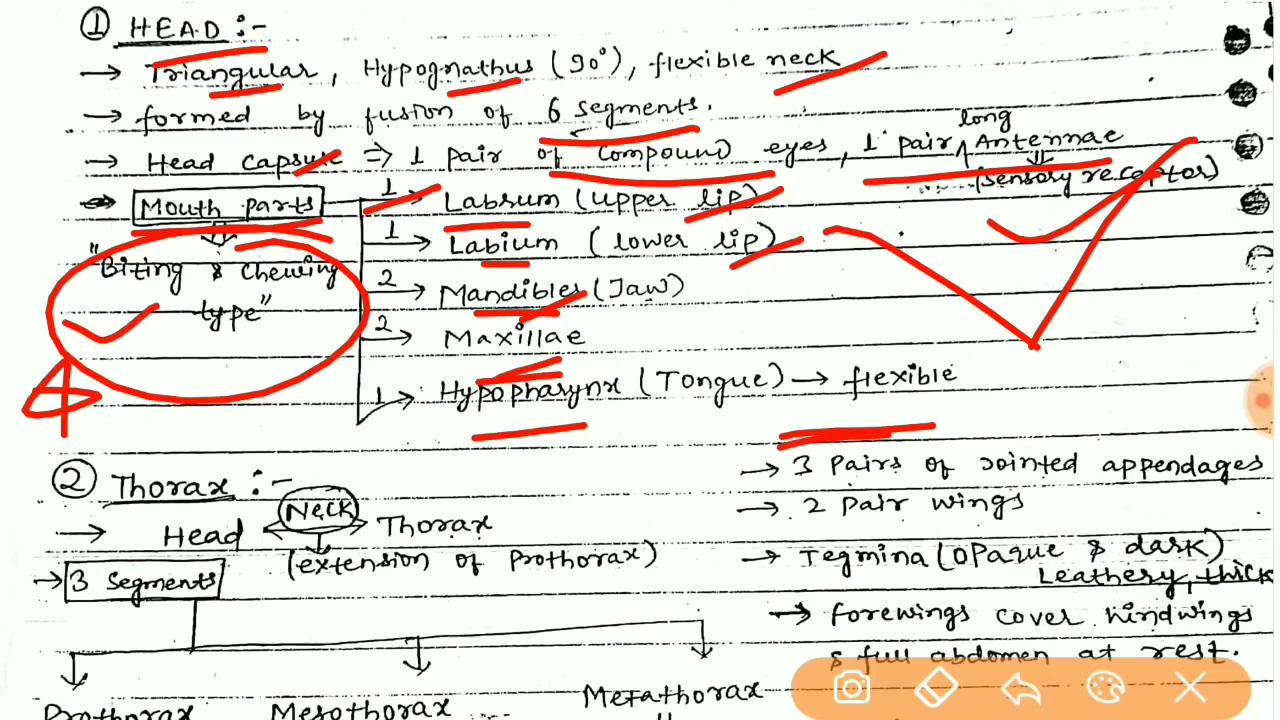 ① HEAD :-
→ Triangular, Hypognathus (90°), flexible neck
→ formed by fusion of 6 segments.
→ Head capsule ⇒ 1 pair of compound eyes, 1 pair ^ long Antennae
(sensory receptor)
→ Mouth parts
"Biting & chewing
type"
1 → Labrum (upper lip)
1 → Labium (lower lip)
2 → Mandibles (Jaw)
2 → Maxillae
1 → Hypopharynx (Tongue) → flexible
② Thorax :-
→ Head ← Neck → Thorax
(extension of Prothorax)
→ 3 segments
Prothorax Mesothorax Metathorax
→ 3 Pairs of Jointed appendages
→ 2 Pair wings
→ Tegmina (Opaque & dark)
Leathery, thick
→ forewings cover hindwings
& full abdomen at rest.